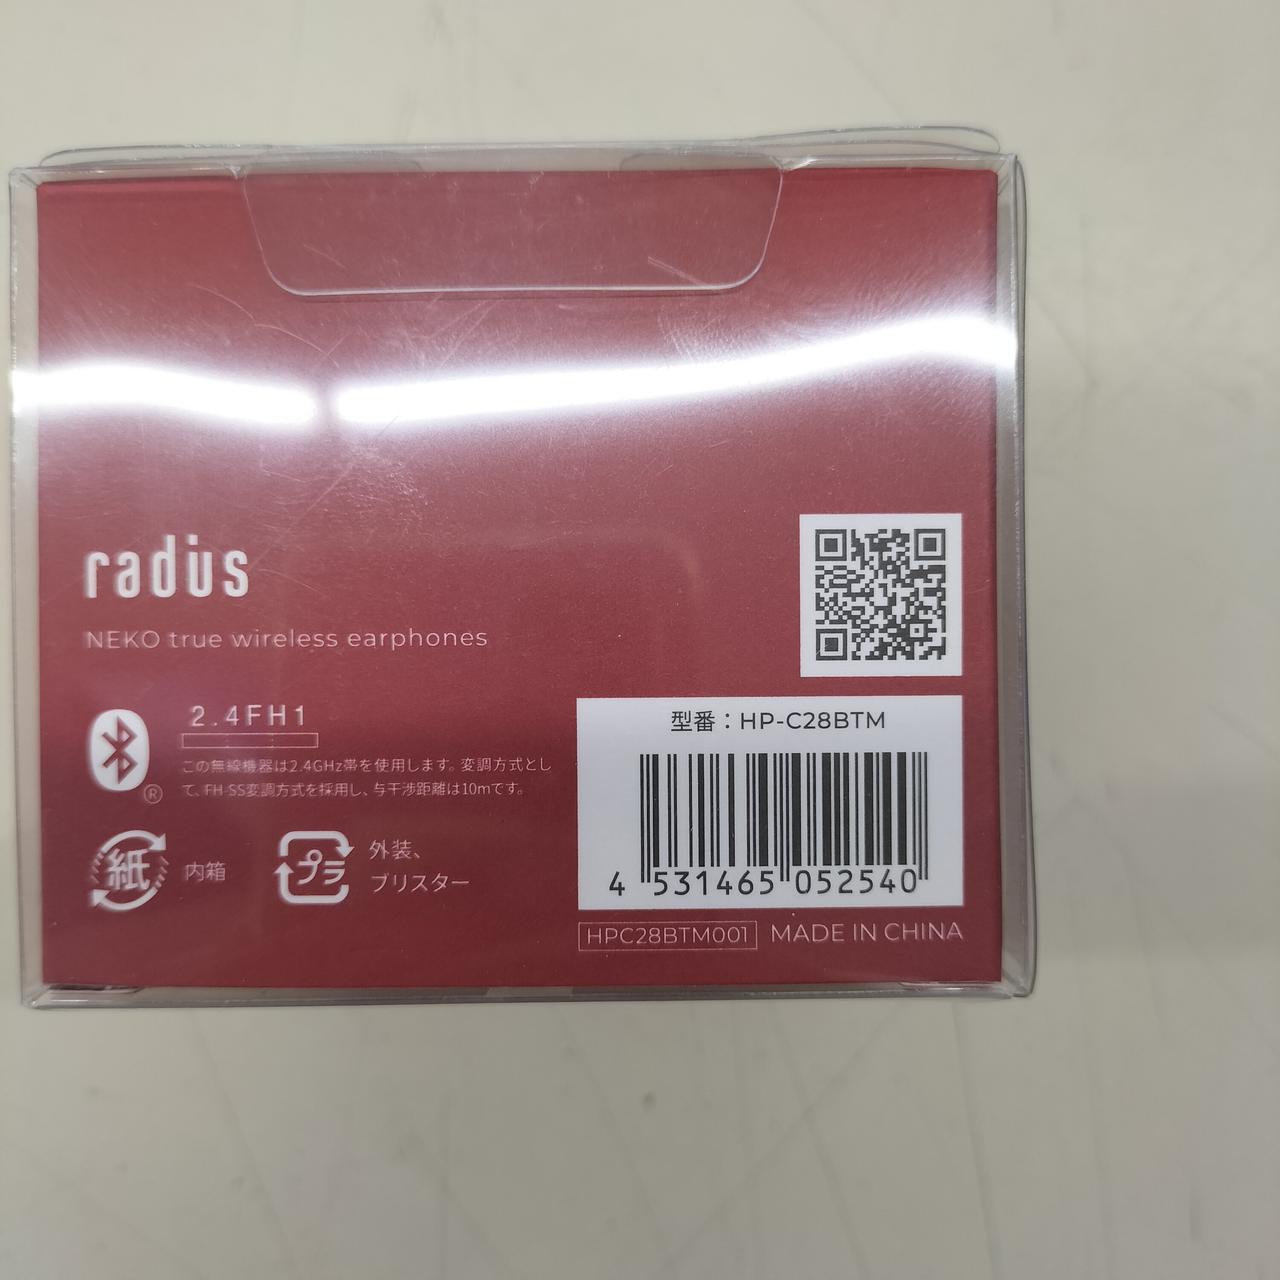 radius
NEKO true wireless earphones
2.4FH1
この無線機器は2.4GHz帯を使用します。変調方式とし
て、FH-SS変調方式を採用し、与干渉距離は10mです。
®
紙 内箱
プラ 外装、
ブリスター
型番：HP-C28BTM
4 531465 052540
HPC28BTM001 MADE IN CHINA